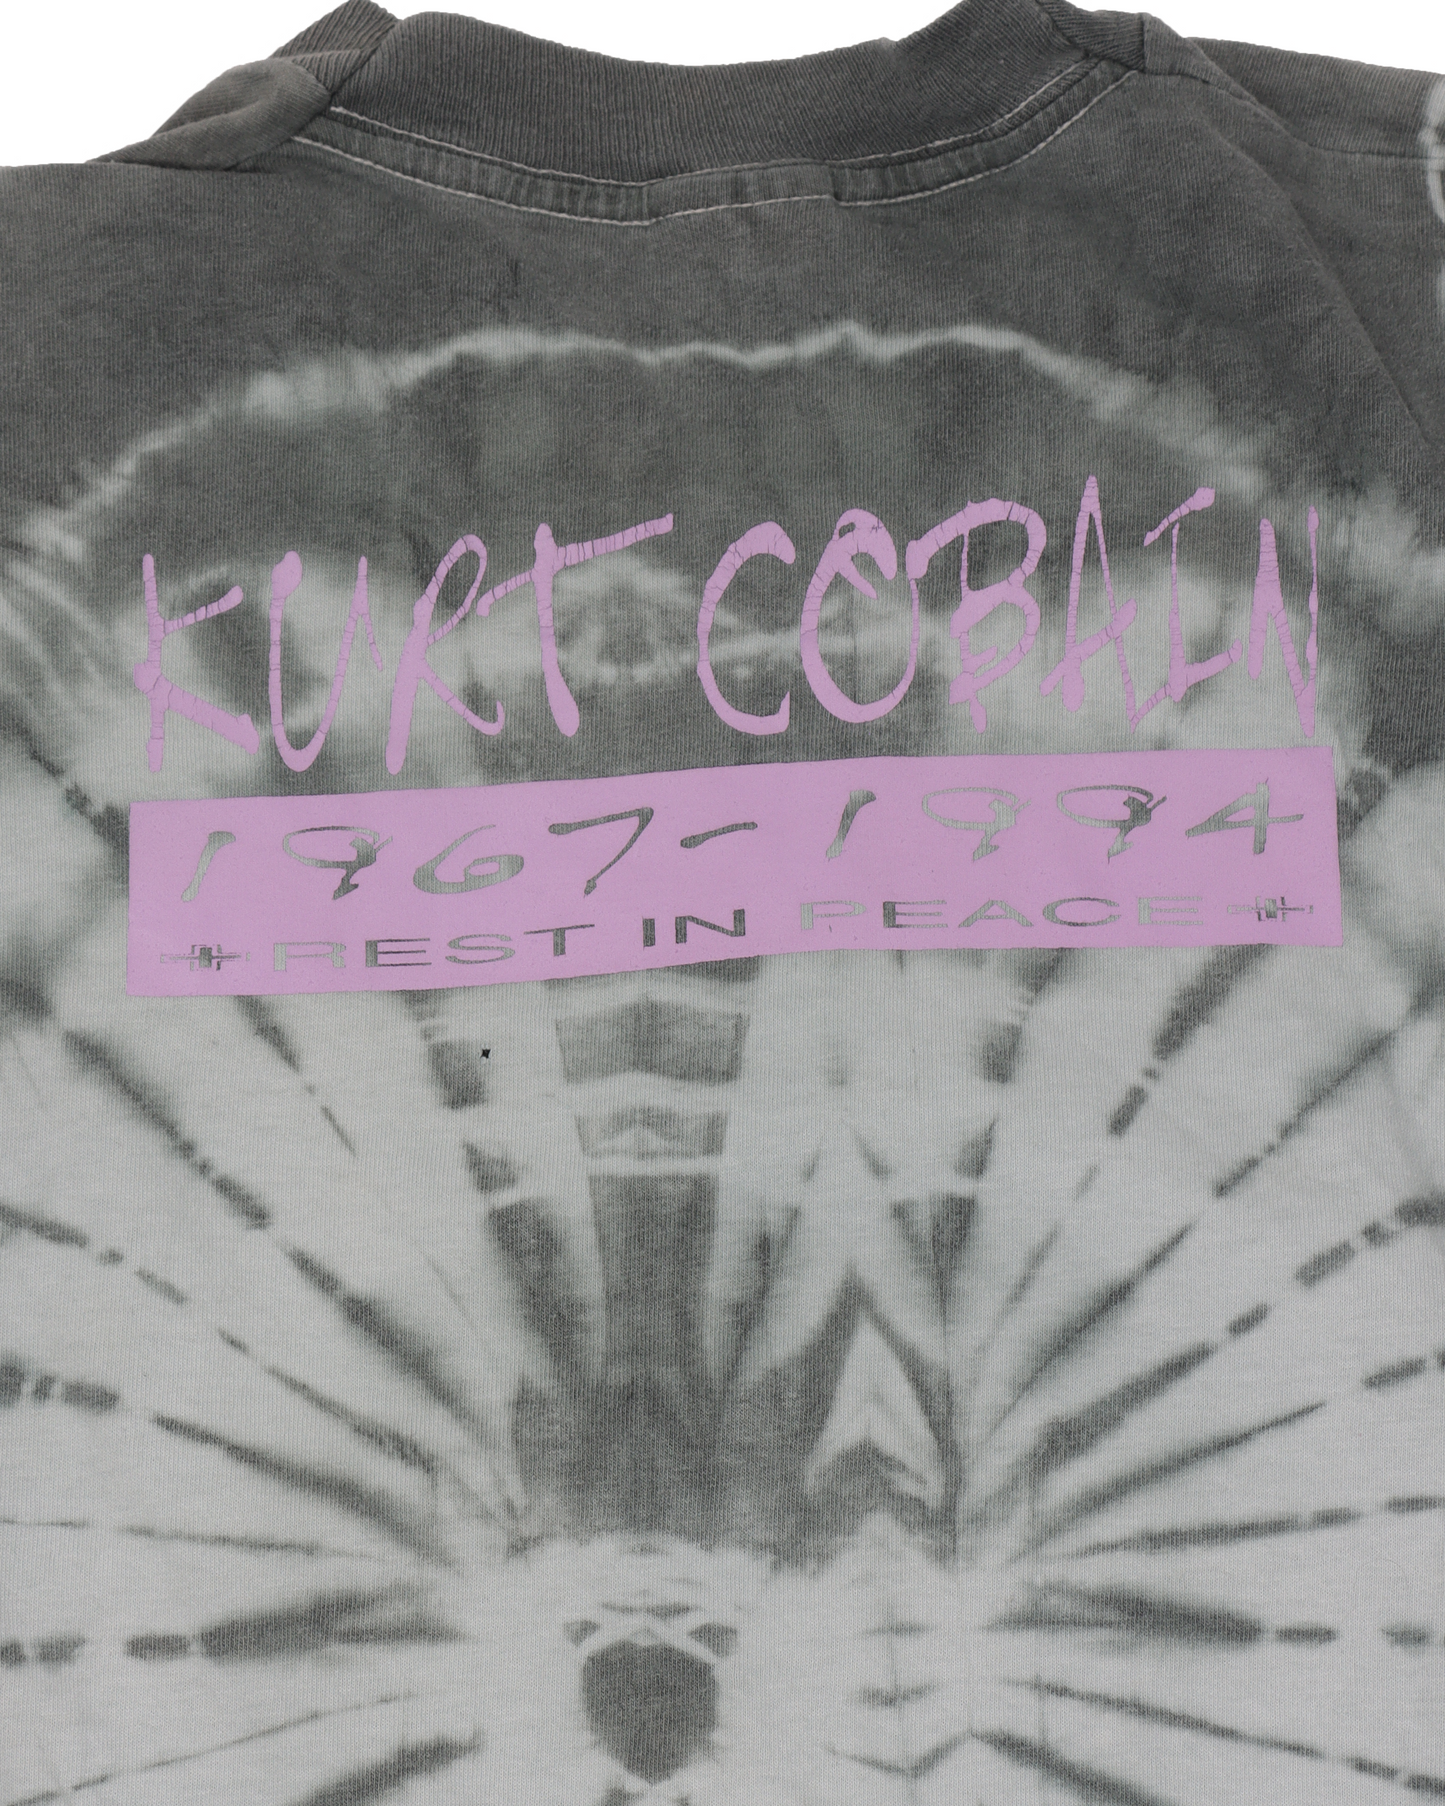 KURT COBAIN
1967-1994
REST IN PEACE